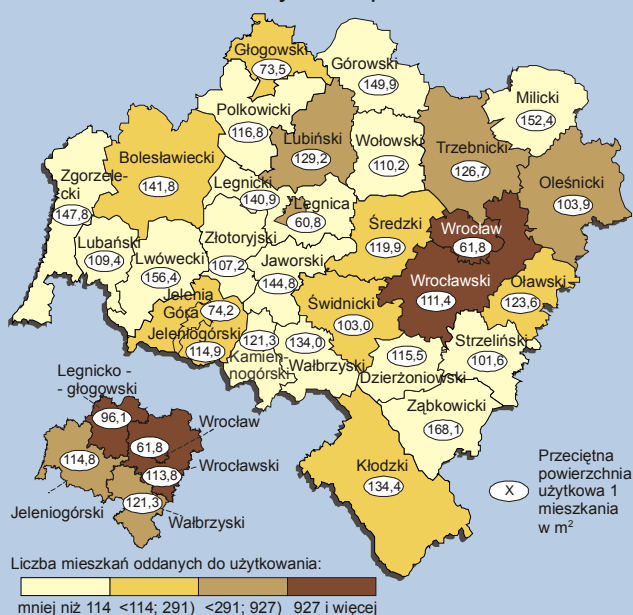 Głogowski
73,5
Górowski
149,9
Milicki
152,4
Polkowicki
116,8
Lubiński
129,2
Wołowski
110,2
Trzebnicki
126,7
Oleśnicki
103,9
Bolesławiecki
141,8
Zgorzele-
cki
147,8
Legnicki
140,9
Legnica
60,8
Średzki
119,9
Wrocław
61,8
Wrocławski
111,4
Oławski
123,6
Lubański
109,4
Lwówecki
156,4
Złotoryjski
107,2
Jaworski
144,8
Jelenia
Góra
74,2
Jeleniogórski
114,9
Świdnicki
103,0
121,3
Kamien-
nogórski
134,0
Wałbrzyski
115,5
Dzierżoniowski
Strzeliński
101,6
Ząbkowicki
168,1
Kłodzki
134,4
Legnicko -
- głogowski
96,1
Wrocław
61,8
Wrocławski
113,8
114,8
Jeleniogórski
121,3
Wałbrzyski
X
Przeciętna
powierzchnia
użytkowa 1
mieszkania
w m²
Liczba mieszkań oddanych do użytkowania:
mniej niż 114 <114; 291) <291; 927) 927 i więcej